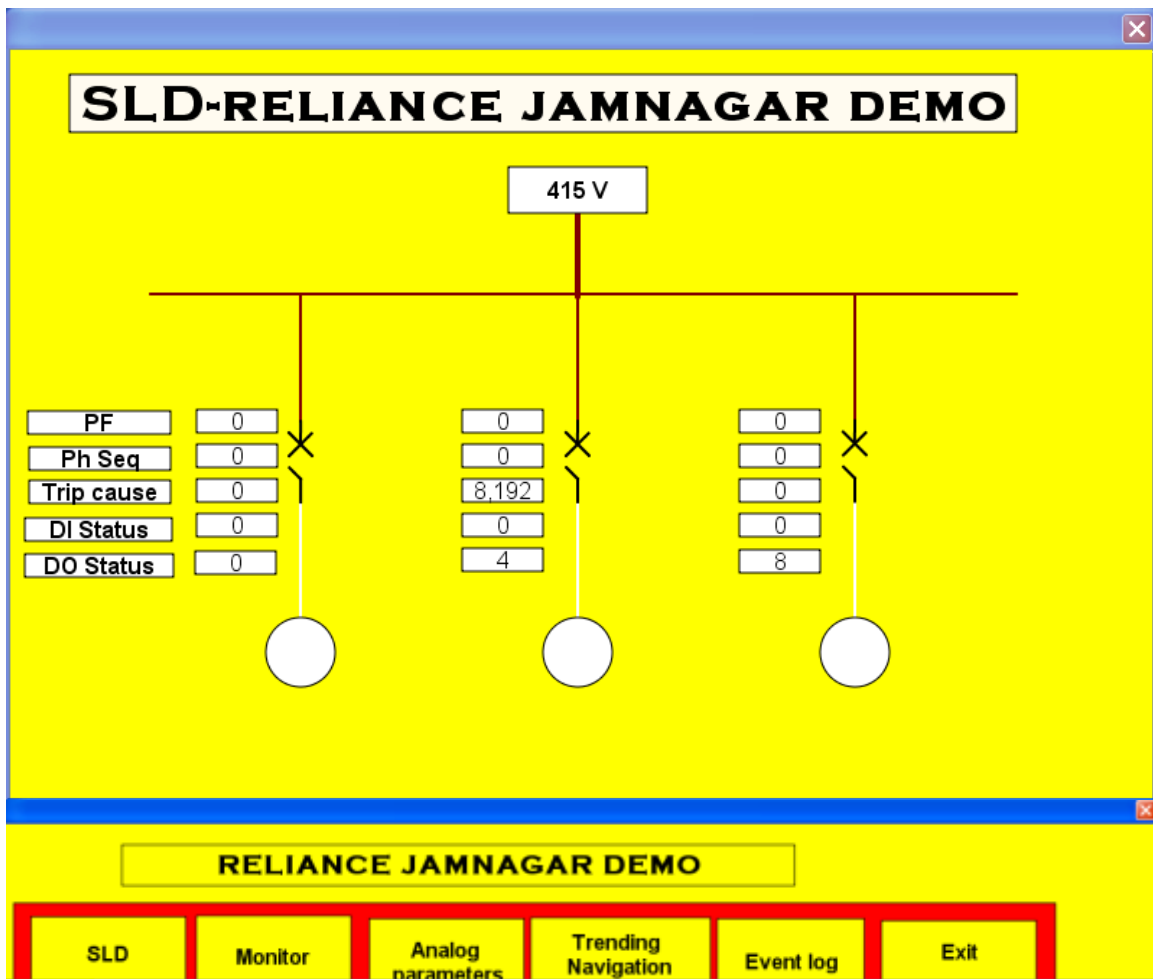 SLD-RELIANCE JAMNAGAR DEMO
415 V
PF 0 0 0
Ph Seq 0 0 0
Trip cause 0 8,192 0
DI Status 0 0 0
DO Status 0 4 8
RELIANCE JAMNAGAR DEMO
SLD
Monitor
Analog
parameters
Trending
Navigation
Event log
Exit